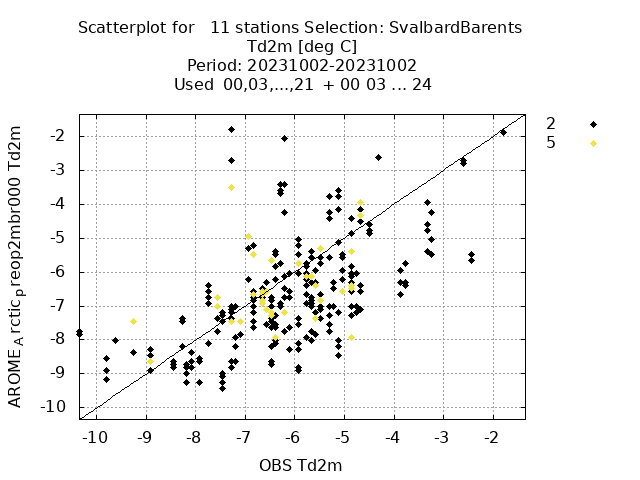 Scatterplot for 11 stations Selection: SvalbardBarents
Td2m [deg C]
Period: 20231002-20231002
Used 00,03,...,21 + 00 03 ... 24
2
5
-2
-3
-4
-5
-6
-7
-8
-9
-10
AROME_Arctic_preop2mbr000 Td2m
-10 -9 -8 -7 -6 -5 -4 -3 -2
OBS Td2m